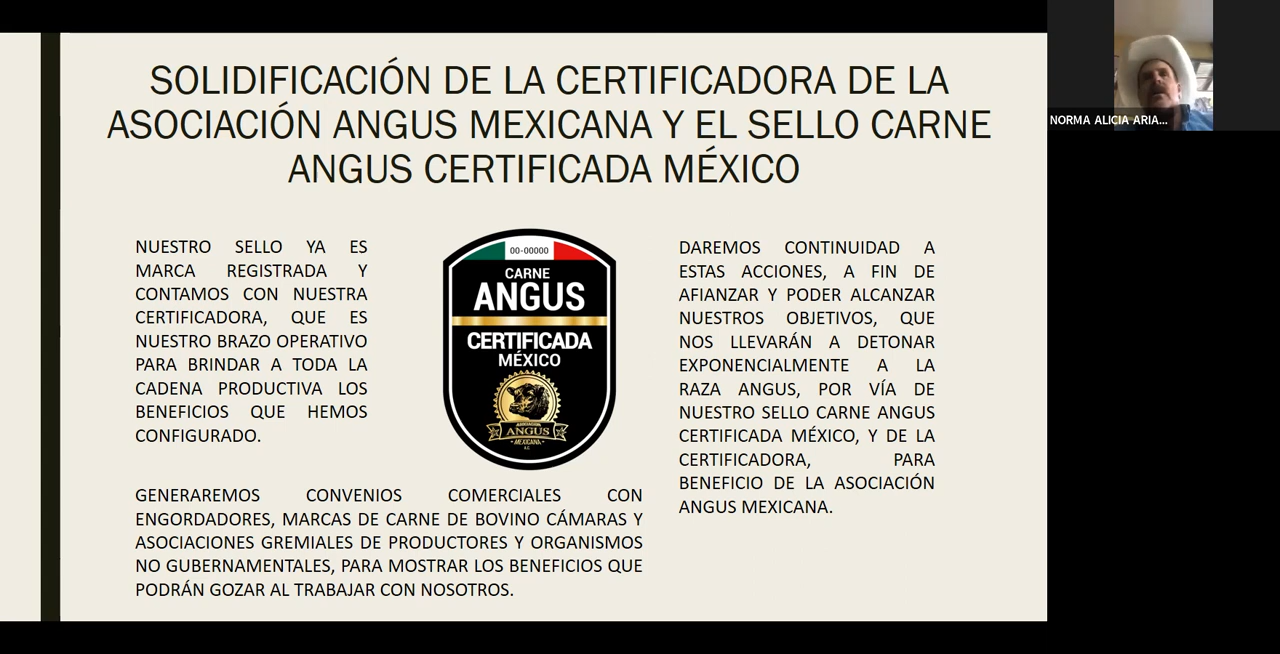 SOLIDIFICACIÓN DE LA CERTIFICADORA DE LA
ASOCIACIÓN ANGUS MEXICANA Y EL SELLO CARNE
ANGUS CERTIFICADA MÉXICO
NUESTRO SELLO YA ES
MARCA REGISTRADA Y
CONTAMOS CON NUESTRA
CERTIFICADORA, QUE ES
NUESTRO BRAZO OPERATIVO
PARA BRINDAR A TODA LA
CADENA PRODUCTIVA LOS
BENEFICIOS QUE HEMOS
CONFIGURADO.
00-00000
CARNE
ANGUS
CERTIFICADA
MÉXICO
ASOCIACIÓN
ANGUS
MEXICANA
A.C.
GENERAREMOS CONVENIOS COMERCIALES CON
ENGORDADORES, MARCAS DE CARNE DE BOVINO CÁMARAS Y
ASOCIACIONES GREMIALES DE PRODUCTORES Y ORGANISMOS
NO GUBERNAMENTALES, PARA MOSTRAR LOS BENEFICIOS QUE
PODRÁN GOZAR AL TRABAJAR CON NOSOTROS.
DAREMOS CONTINUIDAD A
ESTAS ACCIONES, A FIN DE
AFIANZAR Y PODER ALCANZAR
NUESTROS OBJETIVOS, QUE
NOS LLEVARÁN A DETONAR
EXPONENCIALMENTE A LA
RAZA ANGUS, POR VÍA DE
NUESTRO SELLO CARNE ANGUS
CERTIFICADA MÉXICO, Y DE LA
CERTIFICADORA, PARA
BENEFICIO DE LA ASOCIACIÓN
ANGUS MEXICANA.
NORMA ALICIA ARIA...